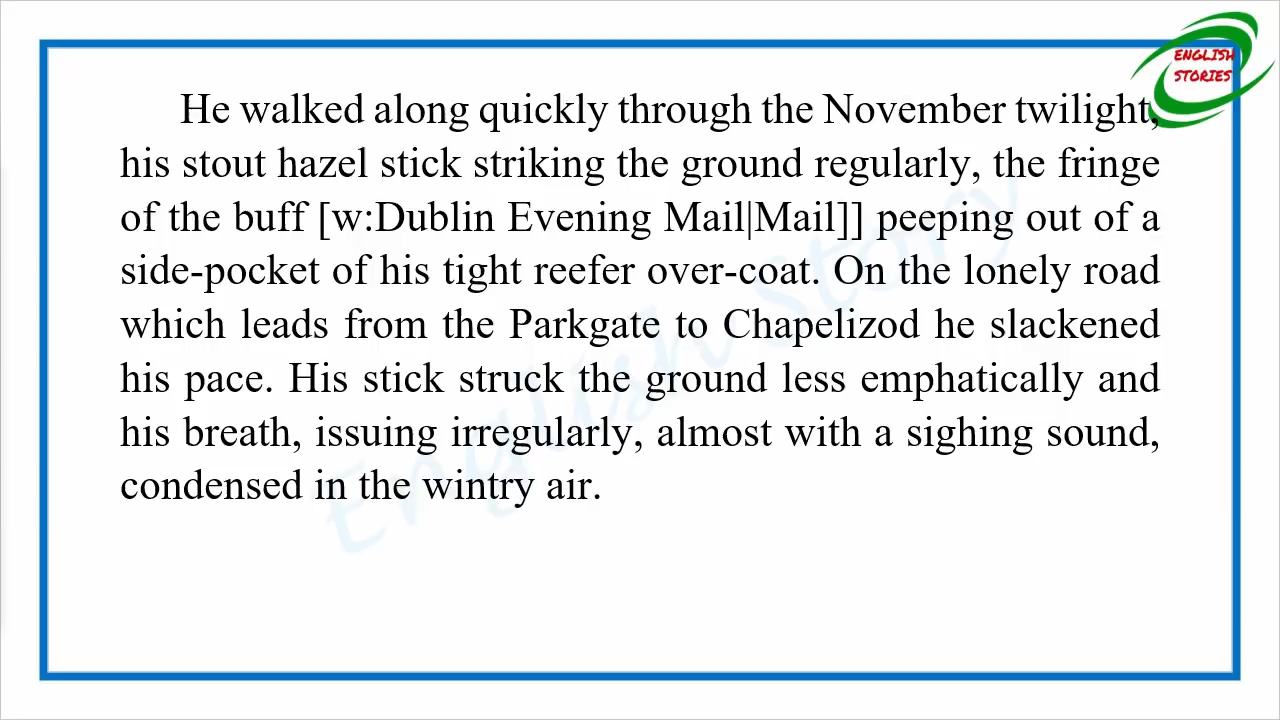 ENGLISH
STORIES
He walked along quickly through the November twilight,
his stout hazel stick striking the ground regularly, the fringe
of the buff [w:Dublin Evening Mail|Mail]] peeping out of a
side-pocket of his tight reefer over-coat. On the lonely road
which leads from the Parkgate to Chapelizod he slackened
his pace. His stick struck the ground less emphatically and
his breath, issuing irregularly, almost with a sighing sound,
condensed in the wintry air.
English Story